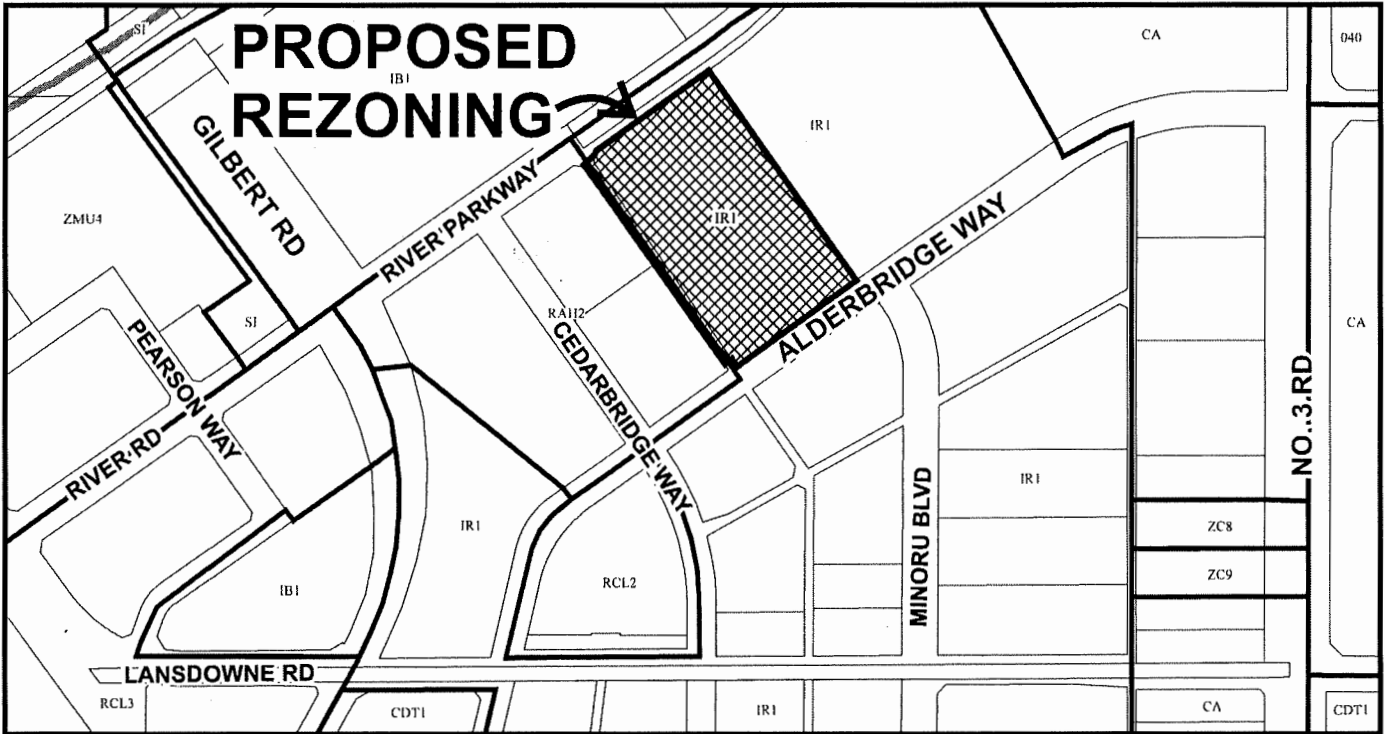 SI
CA
040
PROPOSED
IB1
REZONING
GILBERT RD
IR1
ZMU4
RIVER PARKWAY
IR1
ALDERBRIDGE WAY
SI
RAH2
CEDARBRIDGE WAY
PEARSON WAY
CA
NO. 3 RD
RIVER RD
MINORU BLVD
IR1
IR1
ZC8
ZC9
IB1
RCL2
LANSDOWNE RD
RCL3
CDT1
IR1
CA
CDT1